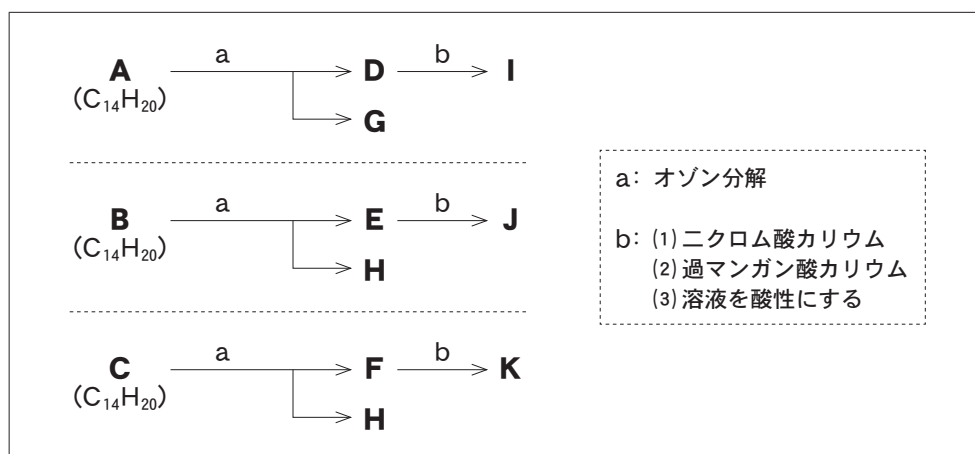 A a D b I
(C₁₄H₂₀)
G
B a E b J
(C₁₄H₂₀)
H
C a F b K
(C₁₄H₂₀)
H
a: オゾン分解
b: (1) 二クロム酸カリウム
(2) 過マンガン酸カリウム
(3) 溶液を酸性にする